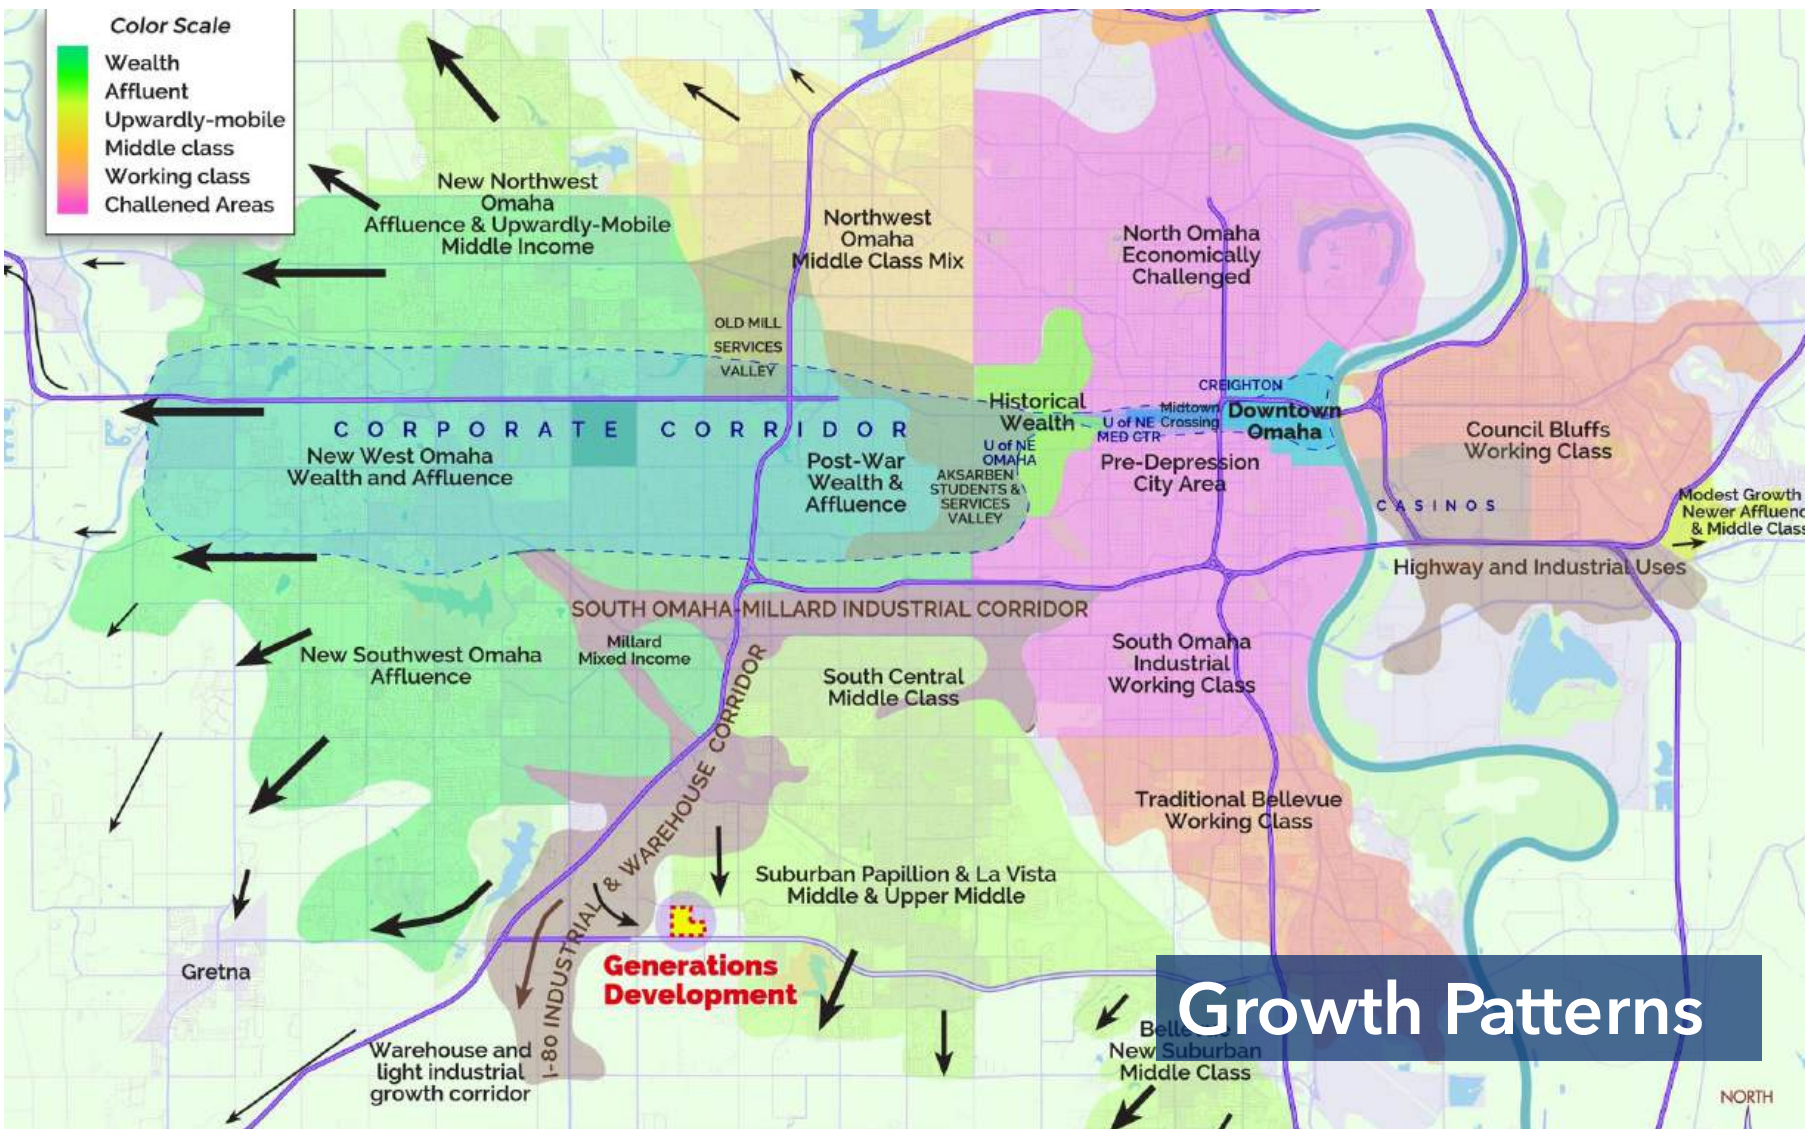 Color Scale
Wealth
Affluent
Upwardly-mobile
Middle class
Working class
Challened Areas
New Northwest
Omaha
Affluence & Upwardly-Mobile
Middle Income
Northwest
Omaha
Middle Class Mix
North Omaha
Economically
Challenged
OLD MILL
SERVICES
VALLEY
CREIGHTON
Historical
Wealth
Midtown
Crossing
U of NE
MED CTR
Downtown
Omaha
CORPORATE CORRIDOR
New West Omaha
Wealth and Affluence
Post-War
Wealth &
Affluence
U of NE
OMAHA
AKSARBEN
STUDENTS &
SERVICES
VALLEY
Pre-Depression
City Area
Council Bluffs
Working Class
CASINOS
Modest Growth
Newer Affluenc
& Middle Class
Highway and Industrial Uses
SOUTH OMAHA-MILLARD INDUSTRIAL CORRIDOR
New Southwest Omaha
Affluence
Millard
Mixed Income
South Central
Middle Class
South Omaha
Industrial
Working Class
I-80 INDUSTRIAL & WAREHOUSE CORRIDOR
Traditional Bellevue
Working Class
Suburban Papillion & La Vista
Middle & Upper Middle
Gretna
Generations
Development
Growth Patterns
New Suburban
Middle Class
Warehouse and
light industrial
growth corridor
NORTH